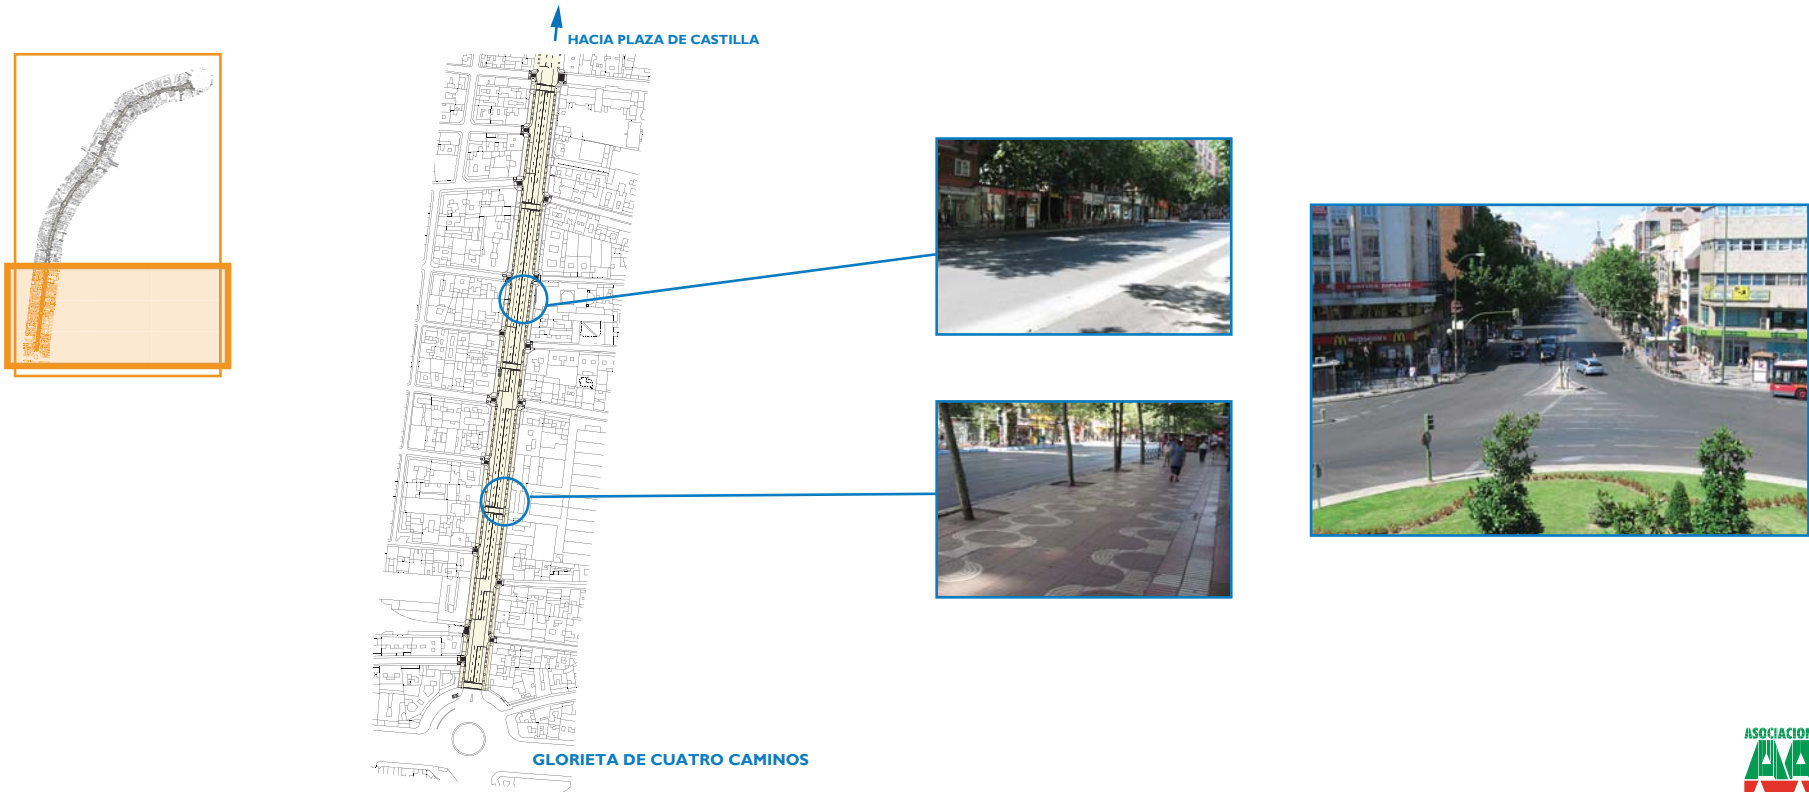 HACIA PLAZA DE CASTILLA
GLORIETA DE CUATRO CAMINOS
ASOCIACION